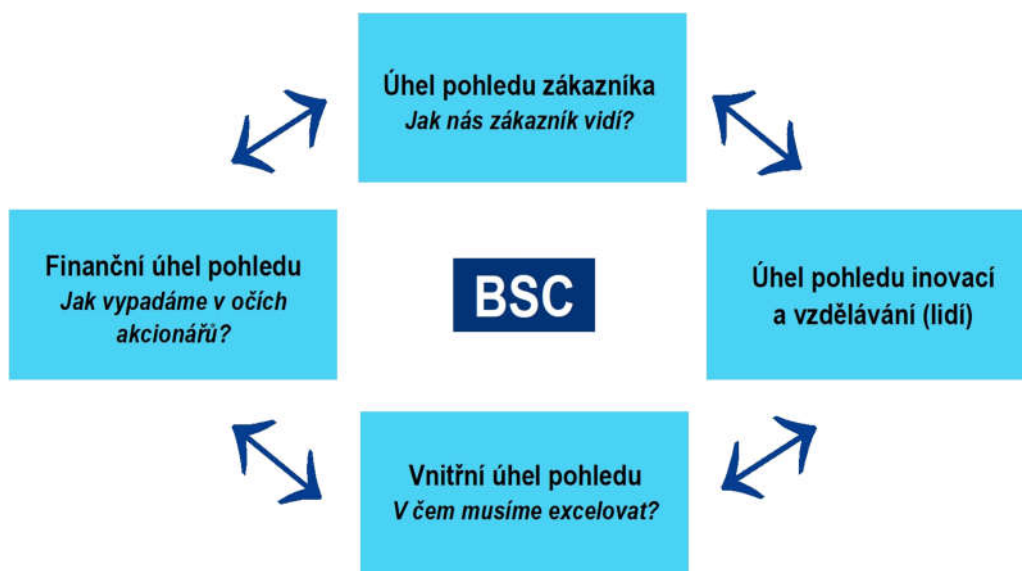 Úhel pohledu zákazníka
Jak nás zákazník vidí?
Finanční úhel pohledu
Jak vypadáme v očích
akcionářů?
BSC
Úhel pohledu inovací
a vzdělávání (lidí)
Vnitřní úhel pohledu
V čem musíme excelovat?